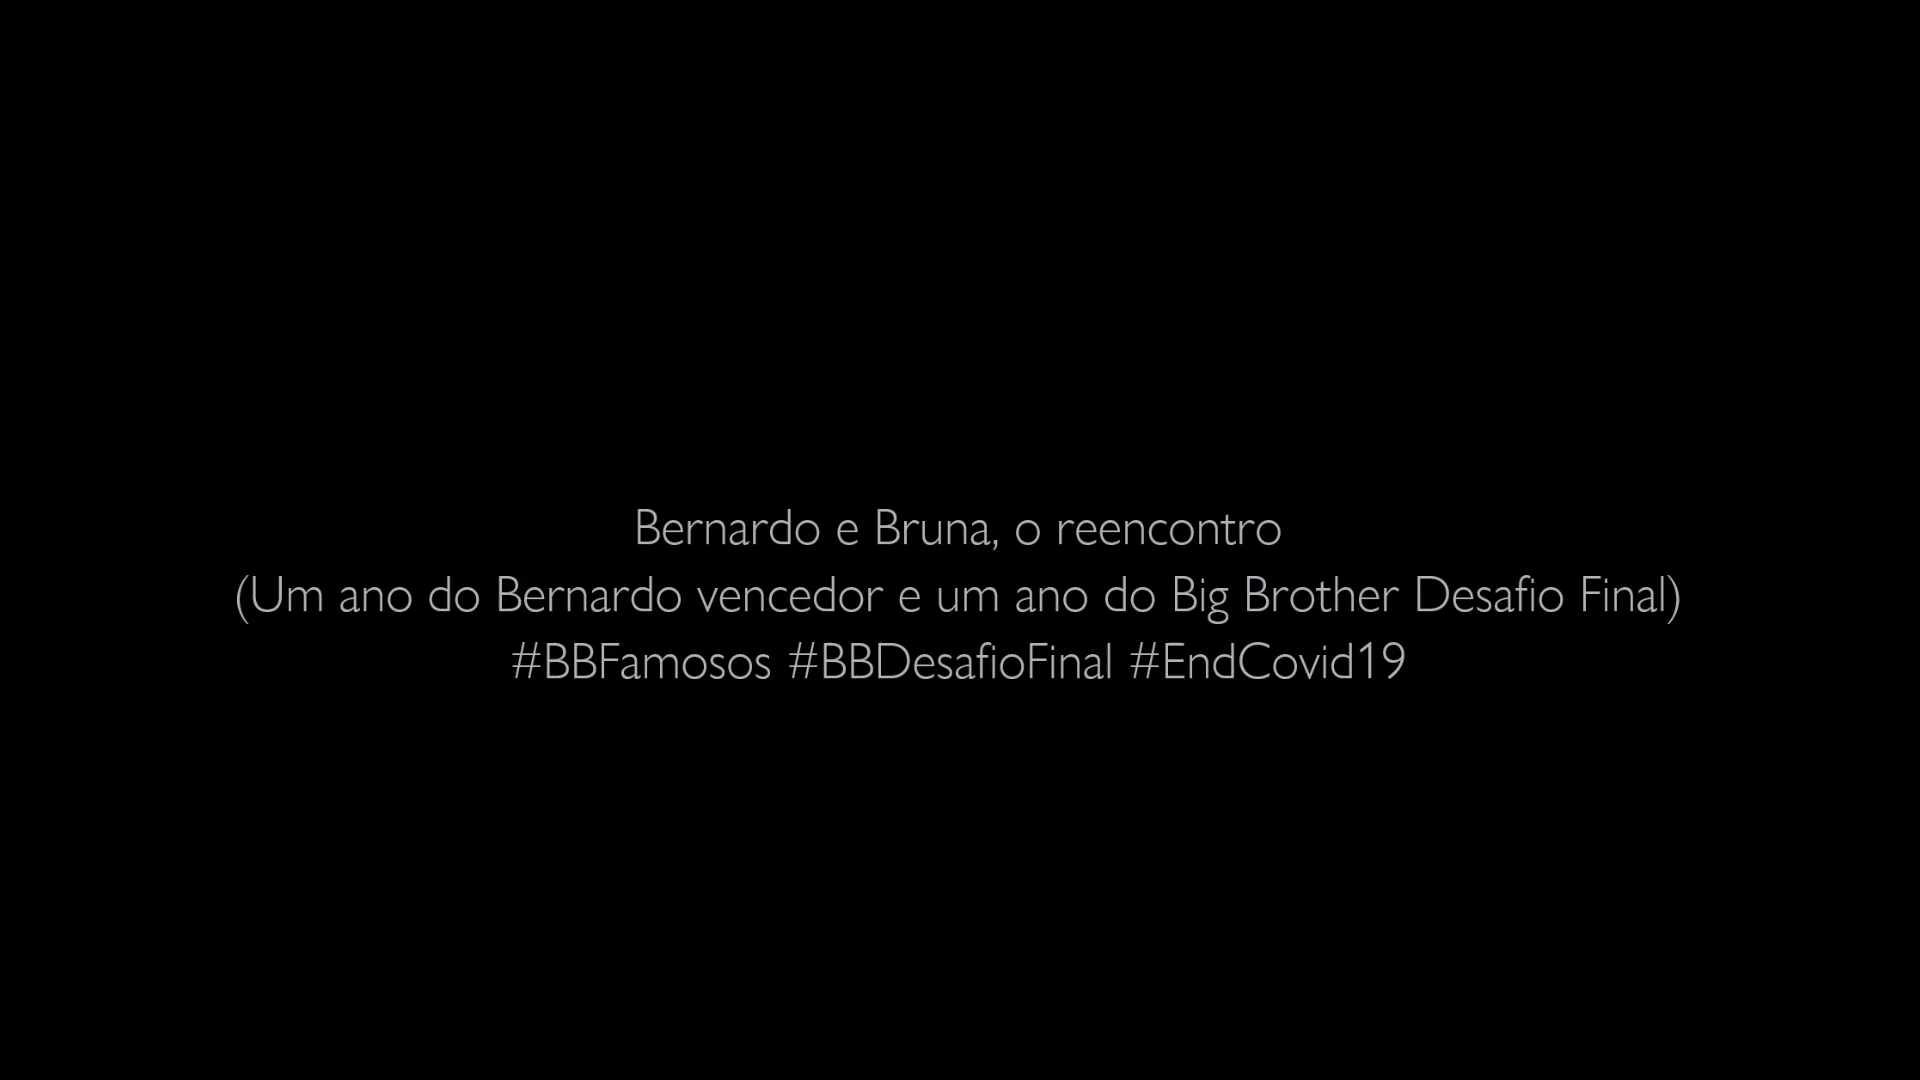 Bernardo e Bruna, o reencontro
(Um ano do Bernardo vencedor e um ano do Big Brother Desafio Final)
#BBFamosos #BBDesafioFinal #EndCovid19